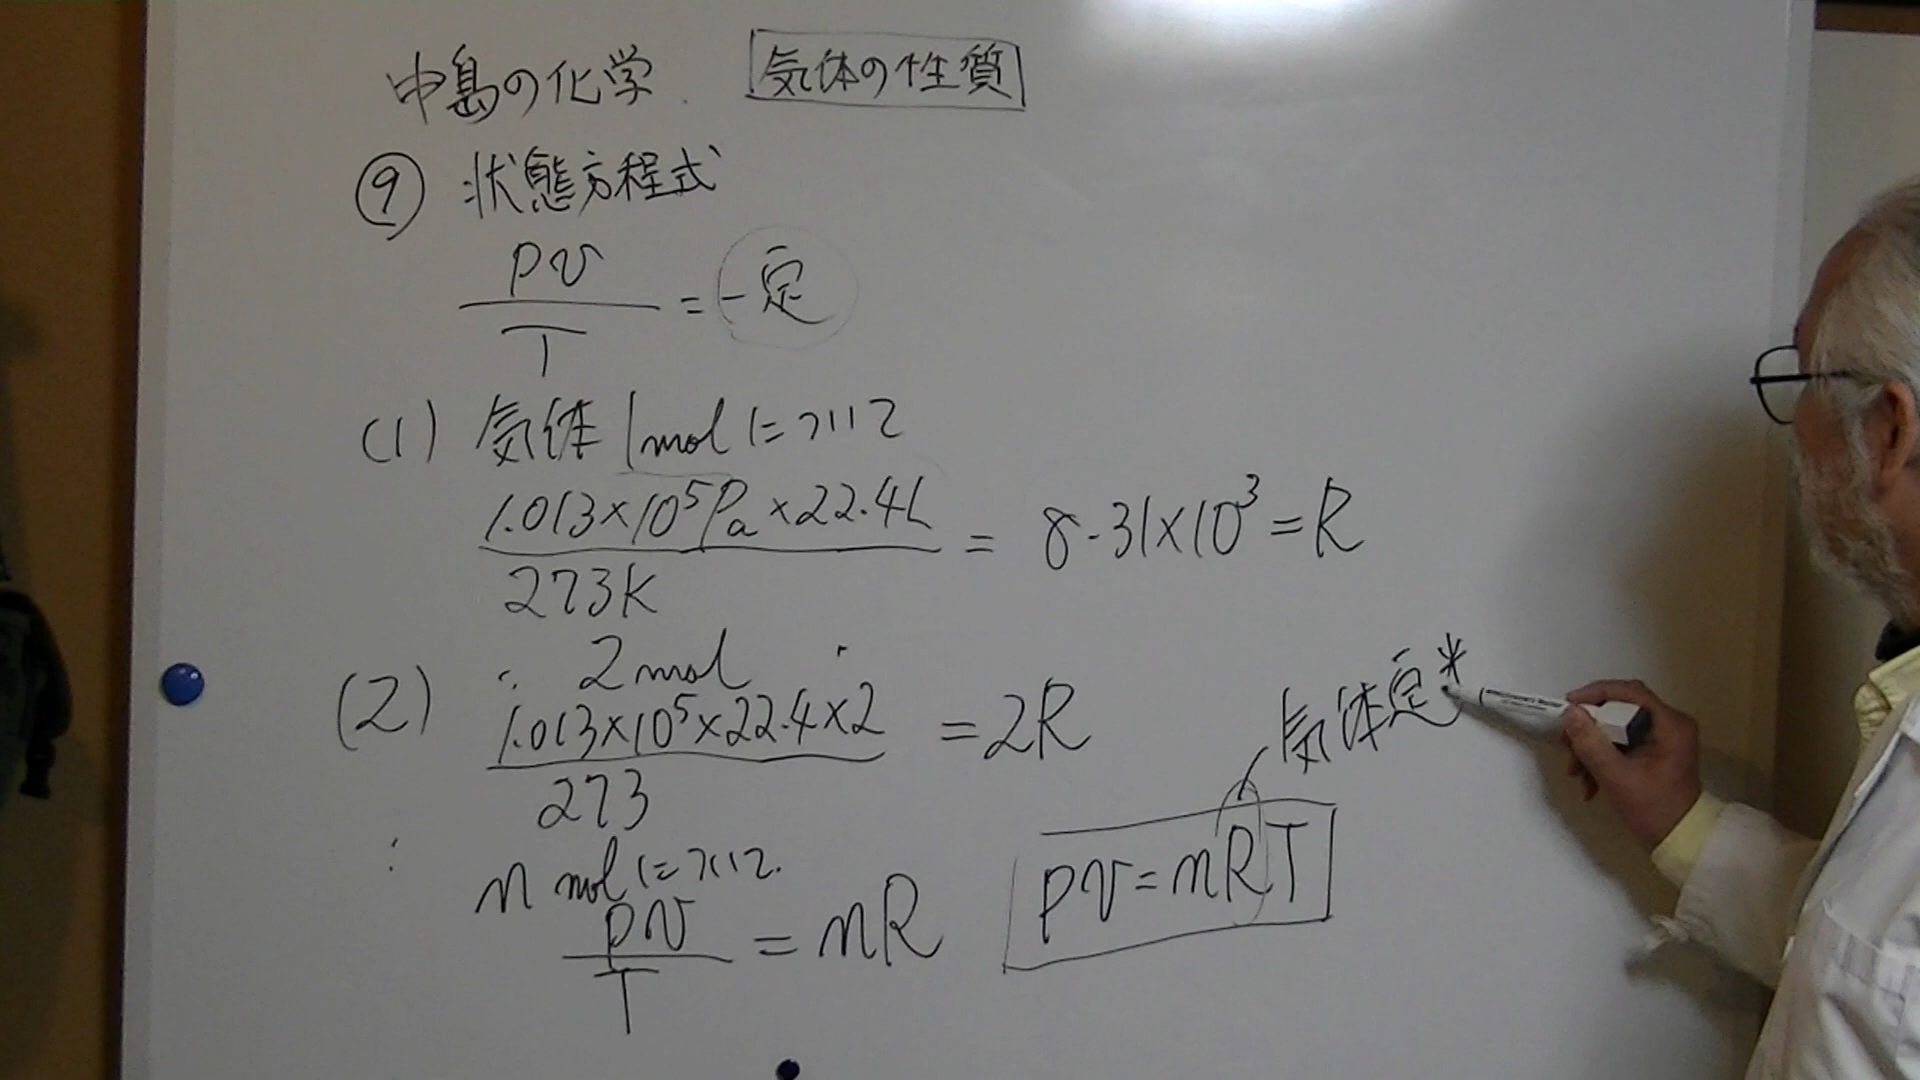 中島の化学 気体の性質
⑨ 状態方程式
PV/T = 一定
(1) 気体1molについて
1.013×10⁵Pa×22.4L/273K = 8.31×10³ = R
(2) 〃 2mol 〃
1.013×10⁵×22.4×2/273 = 2R
気体定
⋮
n molについて.
PV/T = nR
PV=nRT